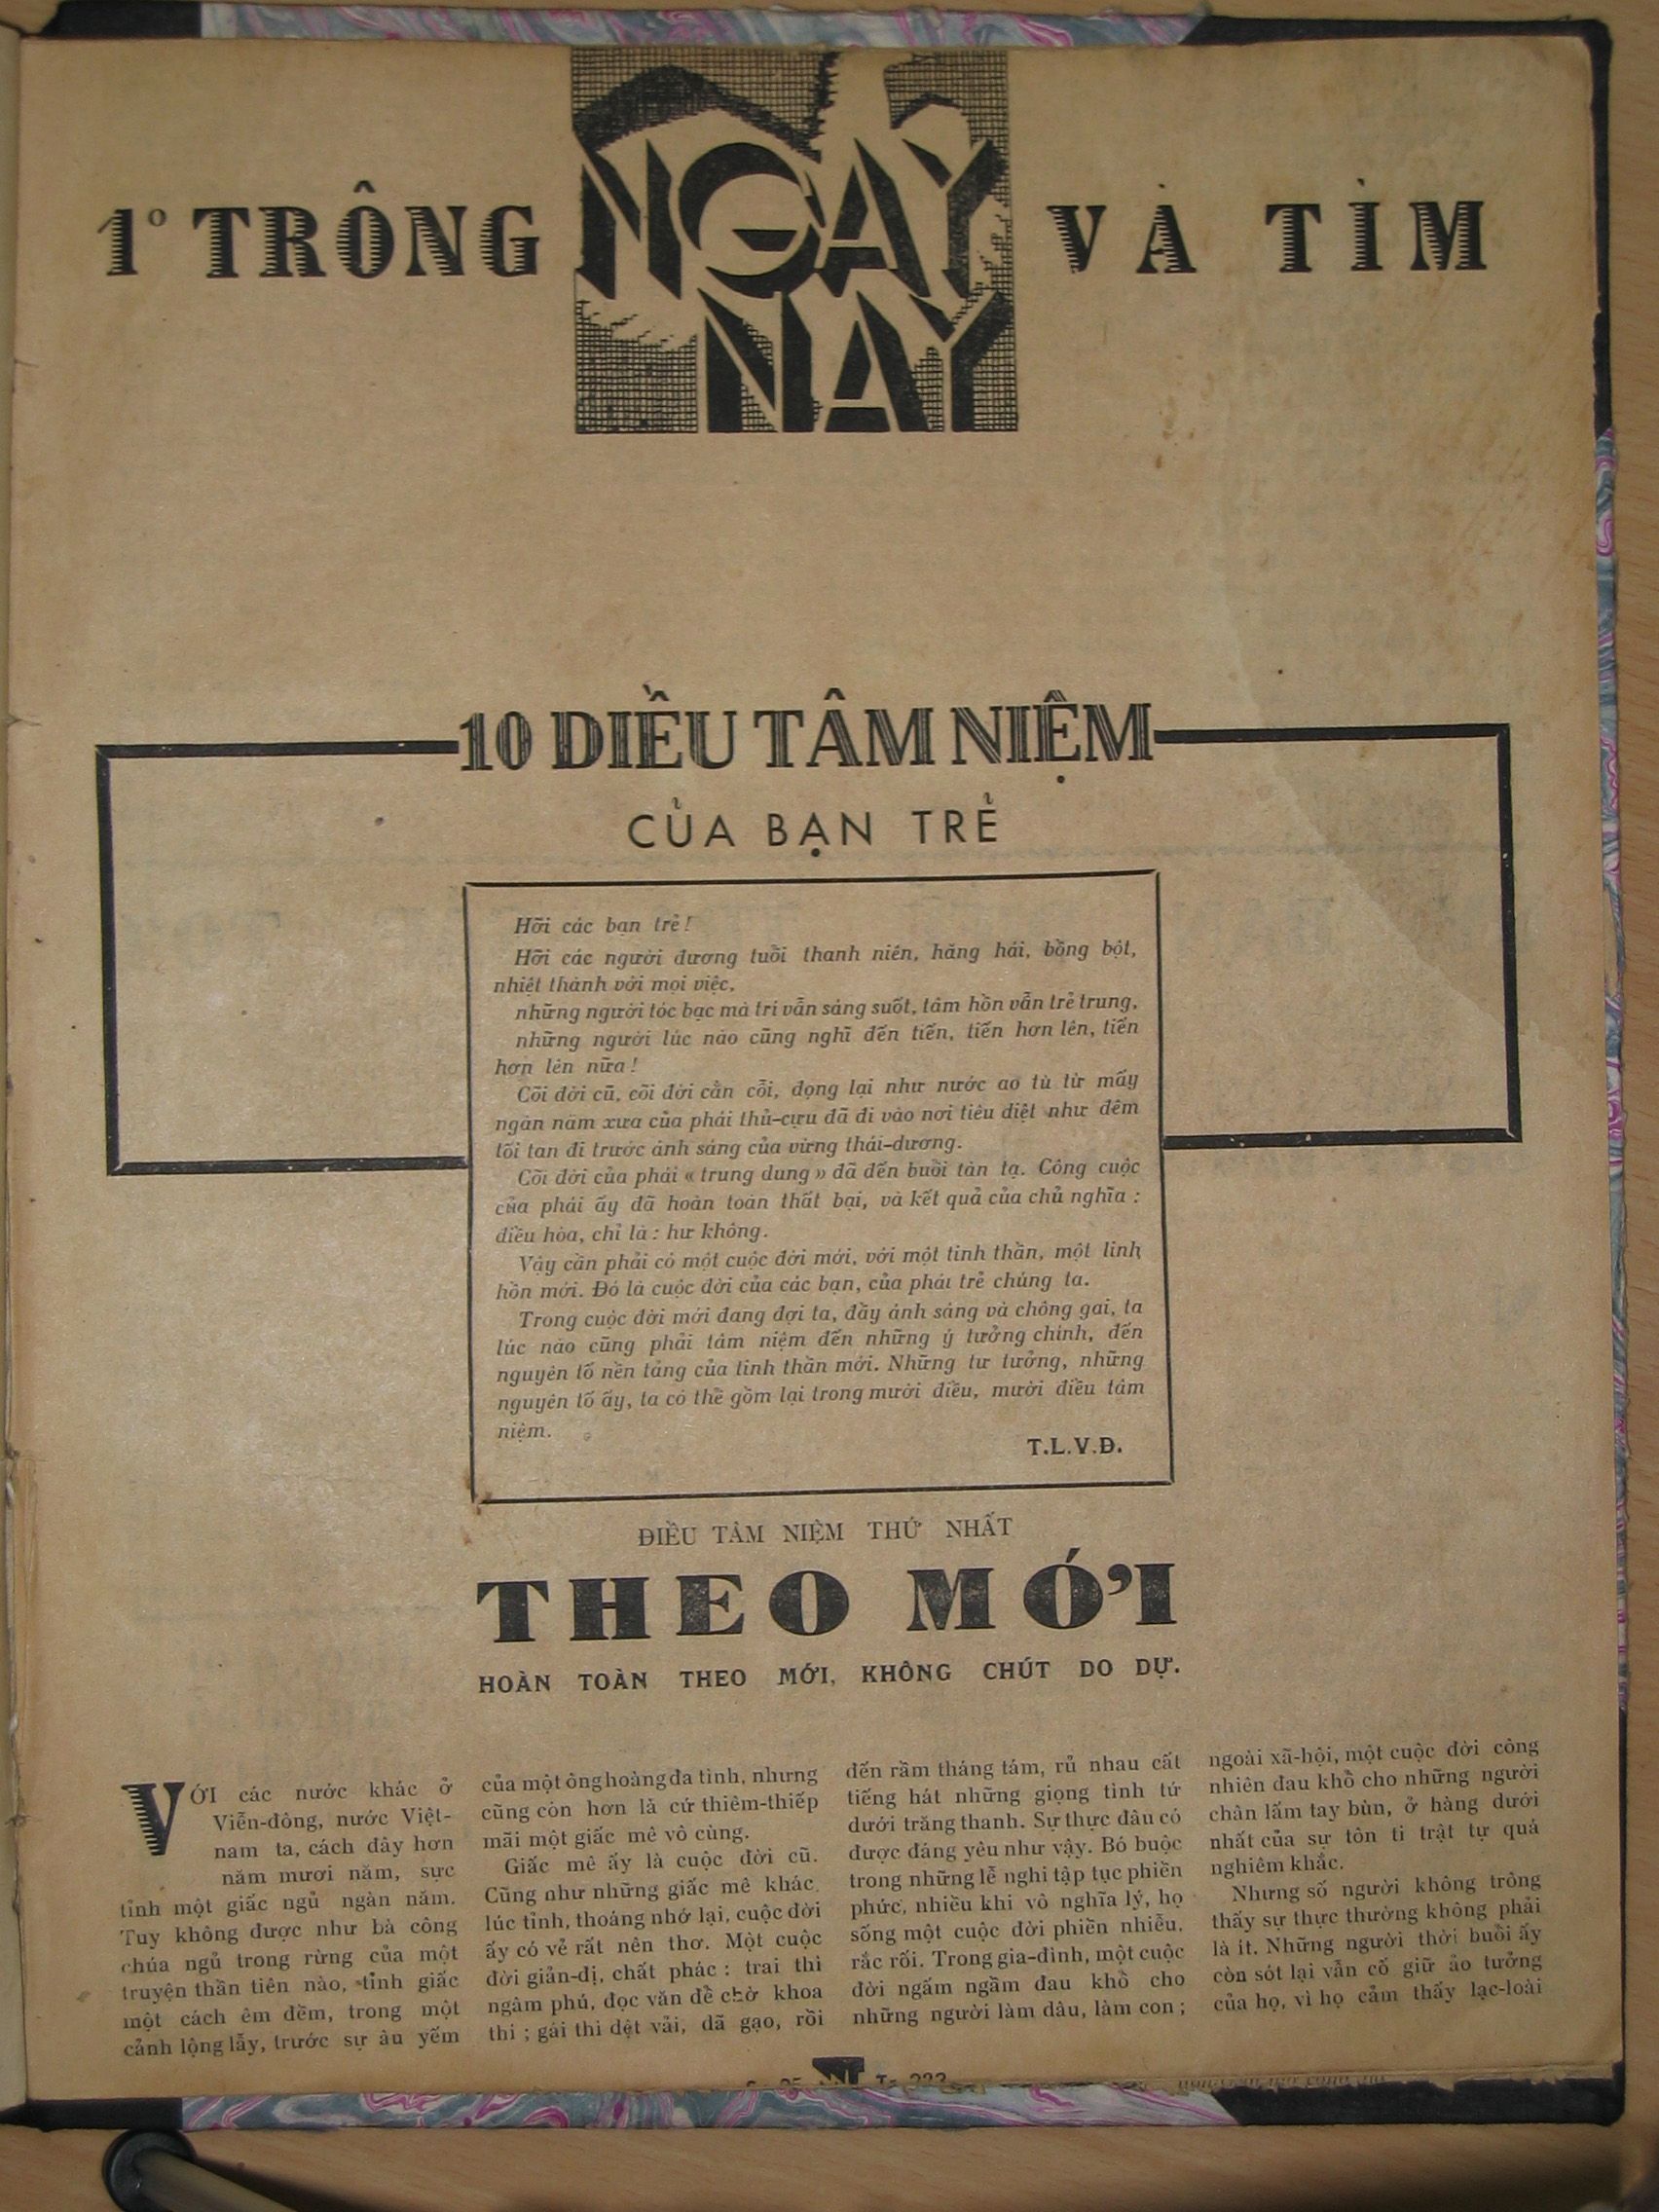 1º TRÔNG NGAY NAY VÀ TÌM
10 DIỀU TÂM NIỆM
CỦA BẠN TRẺ
Hỡi các bạn trẻ!
Hỡi các người đương tuổi thanh niên, hăng hái, bồng bột,
nhiệt thành với mọi việc,
những người tóc bạc mà trí vẫn sáng suốt, tâm hồn vẫn trẻ trung,
những người lúc nào cũng nghĩ đến tiến, tiến hơn lên, tiến
hơn lên nữa!
Cõi đời cũ, cõi đời cằn cỗi, đọng lại như nước ao tù từ mấy
ngàn năm xưa của phái thủ-cựu đã đi vào nơi tiêu diệt như đêm
tối tan đi trước ánh sáng của vừng thái-dương.
Cõi đời của phái « trung dung » đã đến buổi tàn tạ. Công cuộc
của phái ấy đã hoàn toàn thất bại, và kết quả của chủ nghĩa :
điều hòa, chỉ là : hư không.
Vậy cần phải có một cuộc đời mới, với một tinh thần, một linh
hồn mới. Đó là cuộc đời của các bạn, của phái trẻ chúng ta.
Trong cuộc đời mới đang đợi ta, đầy ánh sáng và chông gai, ta
lúc nào cũng phải tâm niệm đến những ý tưởng chính, đến
nguyên tố nền tảng của tinh thần mới. Những tư tưởng, những
nguyên tố ấy, ta có thể gồm lại trong mười điều, mười điều tâm
niệm.
T.L.V.Đ.
ĐIỀU TÂM NIỆM THỨ NHẤT
THEO MỚI
HOÀN TOÀN THEO MỚI, KHÔNG CHÚT DO DỰ.
VỚI các nước khác ở
Viễn-đông, nước Việt-
nam ta, cách đây hơn
năm mươi năm, sực
tỉnh một giấc ngủ ngàn năm.
Tuy không được như bà công
chúa ngủ trong rừng của một
truyện thần tiên nào, tỉnh giấc
một cách êm đềm, trong một
cảnh lộng lẫy, trước sự âu yếm
của một ông hoàng đa tình, nhưng
cũng còn hơn là cứ thiêm-thiếp
mãi một giấc mê vô cùng.
Giấc mê ấy là cuộc đời cũ.
Cũng như những giấc mê khác,
lúc tỉnh, thoáng nhớ lại, cuộc đời
ấy có vẻ rất nên thơ. Một cuộc
đời giản-dị, chất phác : trai thì
ngâm phú, đọc văn để chờ khoa
thi ; gái thì dệt vải, dã gạo, rồi
đến rằm tháng tám, rủ nhau cất
tiếng hát những giọng tình tứ
dưới trăng thanh. Sự thực đâu có
được đáng yêu như vậy. Bó buộc
trong những lễ nghi tập tục phiền
phức, nhiều khi vô nghĩa lý, họ
sống một cuộc đời phiền nhiễu,
rắc rối. Trong gia-đình, một cuộc
đời ngấm ngầm đau khổ cho
những người làm dâu, làm con ;
ngoài xã-hội, một cuộc đời công
nhiên đau khổ cho những người
chân lấm tay bùn, ở hàng dưới
nhất của sự tôn ti trật tự quá
nghiêm khắc.
Nhưng số người không trông
thấy sự thực thường không phải
là ít. Những người thời buổi ấy
còn sót lại vẫn cố giữ ảo tưởng
của họ, vì họ cảm thấy lạc-loài